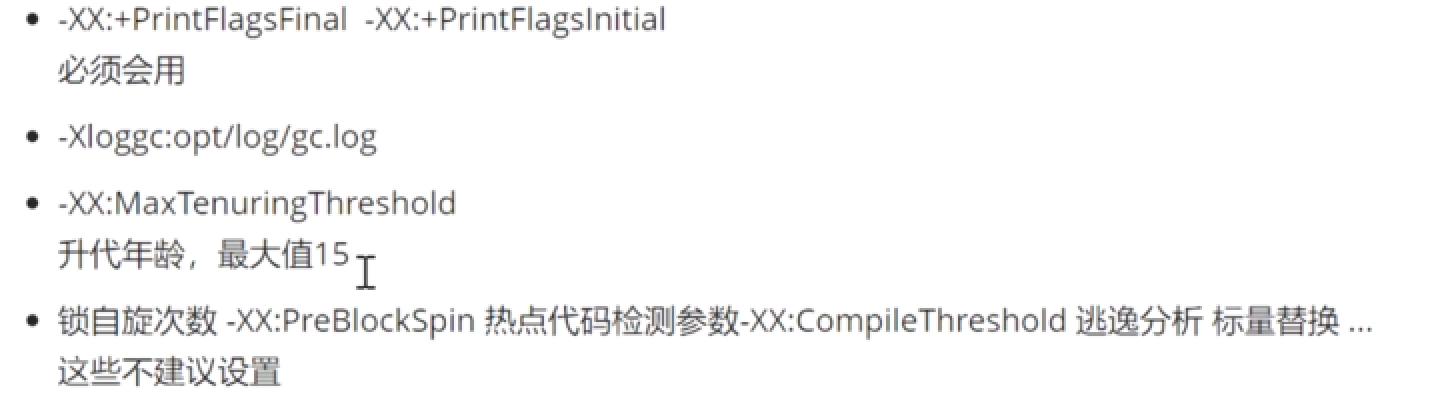 -XX:+PrintFlagsFinal -XX:+PrintFlagsInitial
必须会用
-Xloggc:opt/log/gc.log
-XX:MaxTenuringThreshold
升代年龄，最大值15
锁自旋次数 -XX:PreBlockSpin 热点代码检测参数-XX:CompileThreshold 逃逸分析 标量替换 ...
这些不建议设置